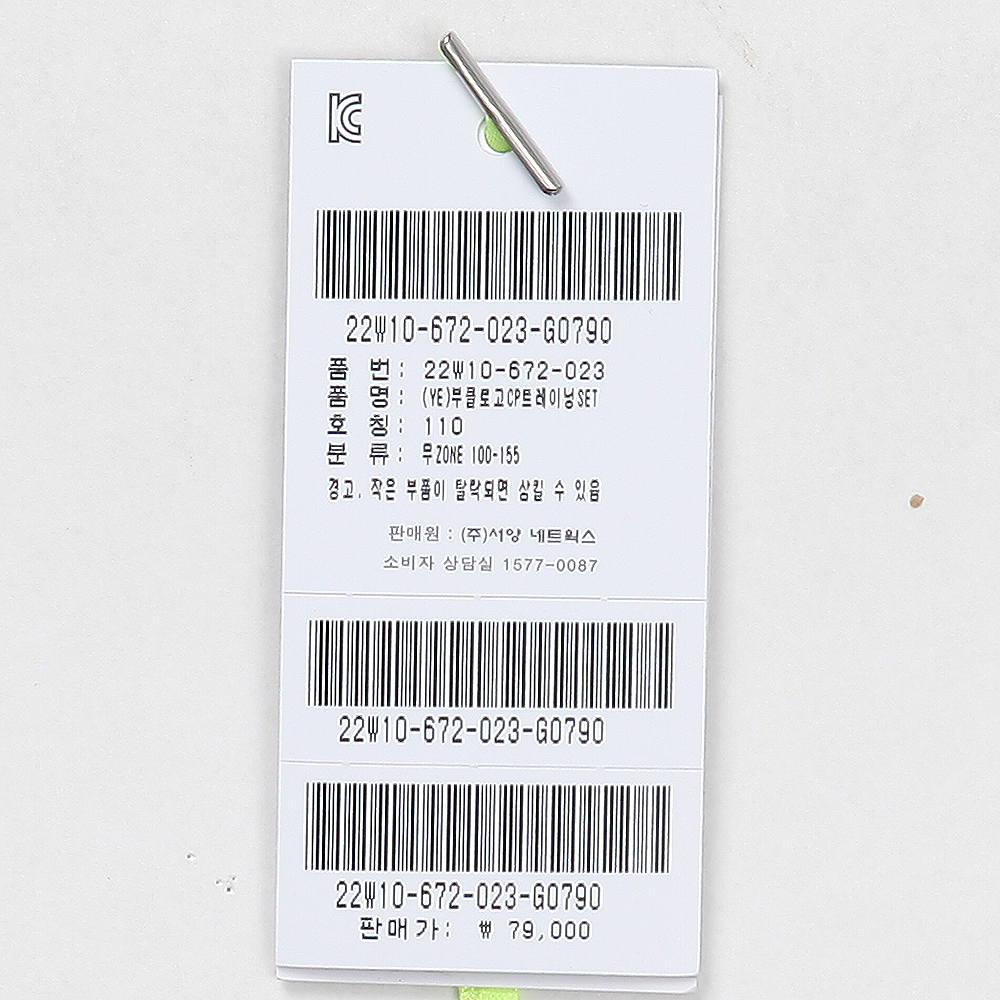 KC
22W10-672-023-G0790
품 번: 22W10-672-023
품 명: (YE)부클로고CP트레이닝SET
호 칭: 110
분 류: 무ZONE 100-155
경고, 작은 부품이 탈락되면 삼킬 수 있음
판매원 : (주)서양 네트웍스
소비자 상담실 1577-0087
22W10-672-023-G0790
22W10-672-023-G0790
판매가: ₩ 79,000